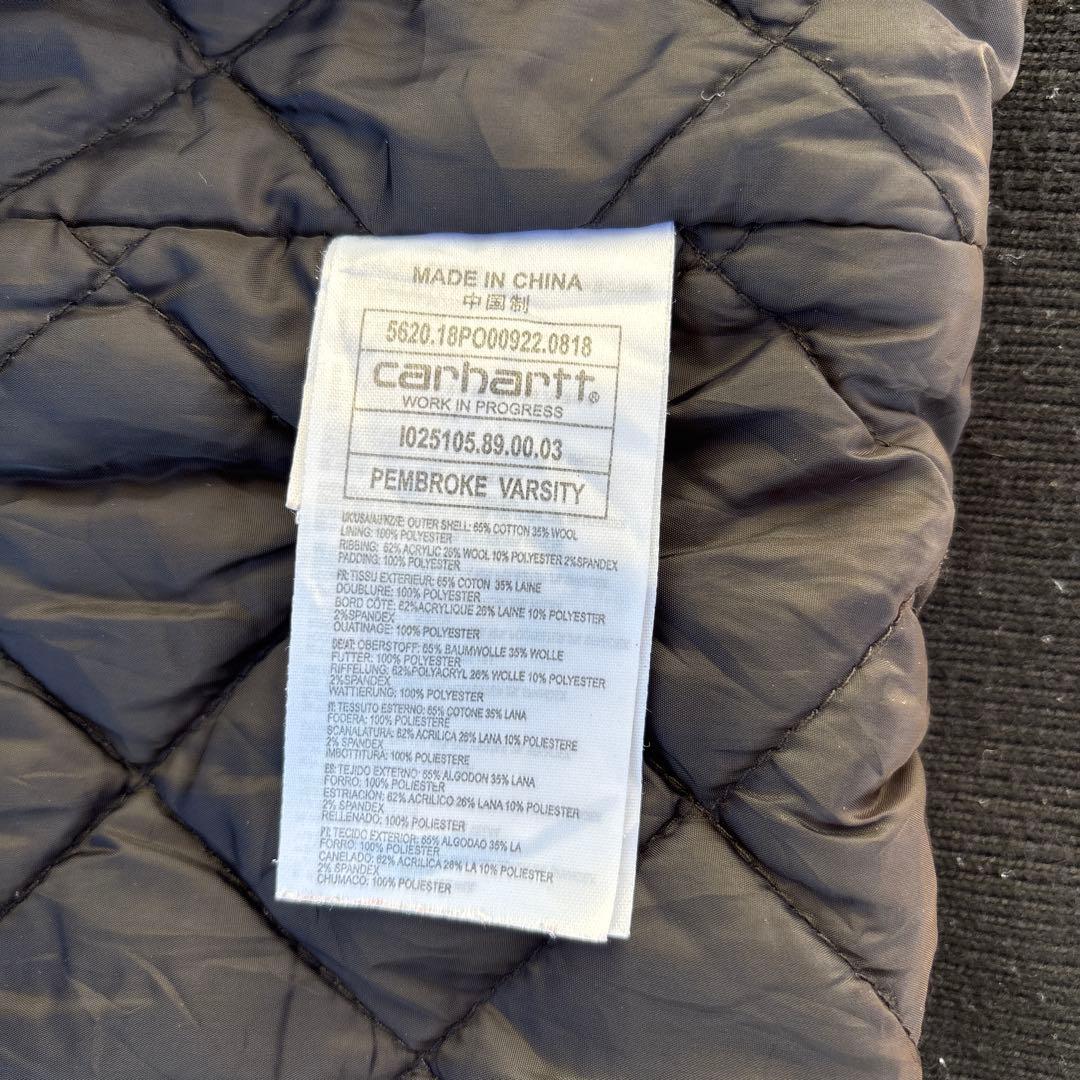 MADE IN CHINA
中国制
5620.18PO00922.0818
carhartt®
WORK IN PROGRESS
I025105.89.00.03
PEMBROKE VARSITY
OUTER SHELL: 65% COTTON 35% WOOL
LINING: 100% POLYESTER
RIBBING: 62% ACRYLIC 26% WOOL 10% POLYESTER 2%SPANDEX
PADDING: 100% POLYESTER
FR: TISSU EXTERIEUR: 65% COTON 35% LAINE
DOUBLURE: 100% POLYESTER
BORD CÔTE: 62%ACRYLIQUE 26% LAINE 10% POLYESTER
2%SPANDEX
OUATINAGE: 100% POLYESTER
DE/AT: OBERSTOFF: 65% BAUMWOLLE 35% WOLLE
FUTTER: 100% POLYESTER
RIFFELUNG: 62%POLYACRYL 26% WOLLE 10% POLYESTER
2%SPANDEX
WATTIERUNG: 100% POLYESTER
IT: TESSUTO ESTERNO: 65% COTONE 35% LANA
FODERA: 100% POLIESTERE
SCANALATURA: 62% ACRILICA 26% LANA 10% POLIESTERE
2% SPANDEX
IMBOTTITURA: 100% POLIESTERE
ES: TEJIDO EXTERNO: 65% ALGODON 35% LANA
FORRO: 100% POLIESTER
ESTRIACIÓN: 62% ACRILICO 26% LANA 10% POLIESTER
2% SPANDEX
RELLENADO: 100% POLIESTER
PT: TECIDO EXTERIOR: 65% ALGODAO 35% LA
FORRO: 100% POLIESTER
CANELADO: 62% ACRILICA 26% LA 10% POLIESTER
2% SPANDEX
CHUMACO: 100% POLIESTER